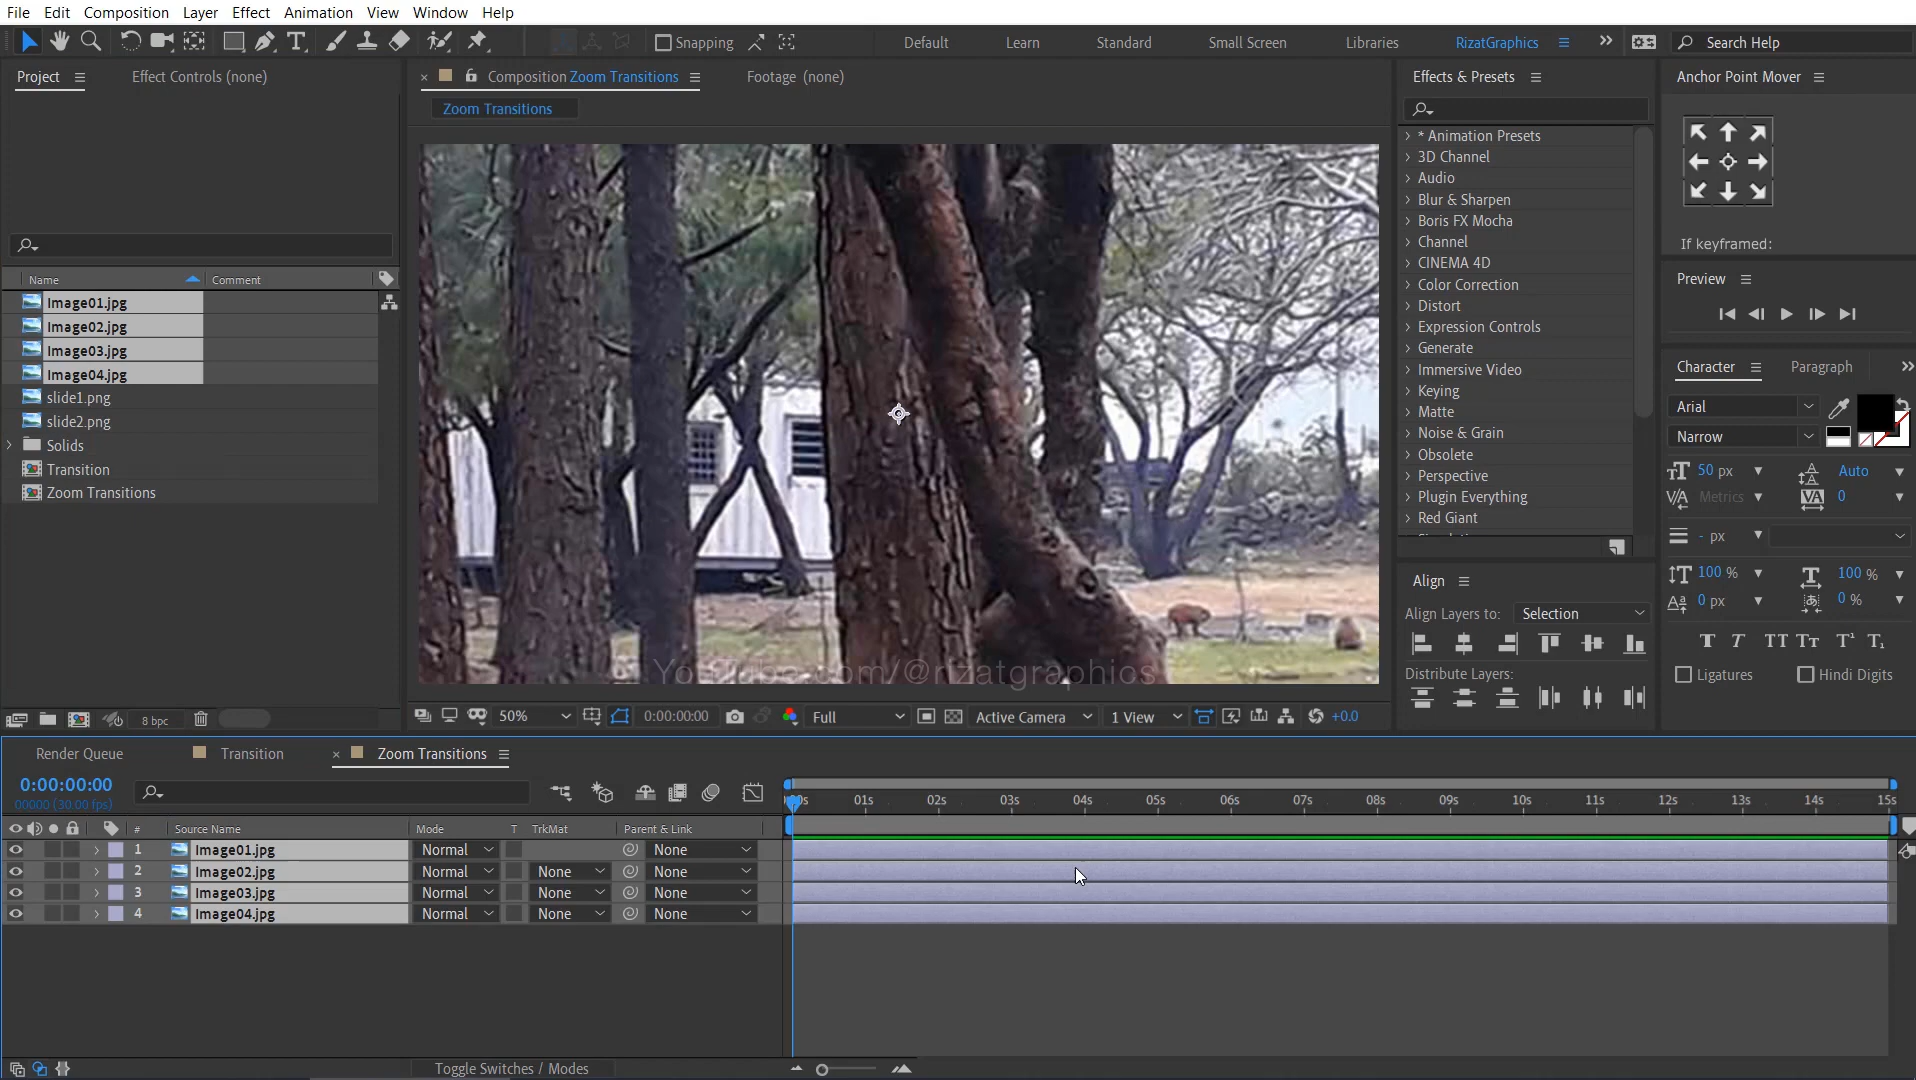 File Edit Composition Layer Effect Animation View Window Help
Snapping Default Learn Standard Small Screen Libraries RizatGraphics Search Help
Project Effect Controls (none)
Composition Zoom Transitions Footage (none)
Zoom Transitions
Name Comment
Image01.jpg
Image02.jpg
Image03.jpg
Image04.jpg
slide1.png
slide2.png
Solids
Transition
Zoom Transitions
8 bpc
YouTube.com/@rizatgraphics
50% 0:00:00:00 Full Active Camera 1 View +0.0
Effects & Presets
* Animation Presets
3D Channel
Audio
Blur & Sharpen
Boris FX Mocha
Channel
CINEMA 4D
Color Correction
Distort
Expression Controls
Generate
Immersive Video
Keying
Matte
Noise & Grain
Obsolete
Perspective
Plugin Everything
Red Giant
Align
Align Layers to: Selection
Distribute Layers:
Anchor Point Mover
If keyframed:
Preview
Character Paragraph
Arial
Narrow
50 px Auto
Metrics 0
- px
100 % 100 %
0 px 0 %
Ligatures Hindi Digits
Render Queue Transition Zoom Transitions
0:00:00:00
00000 (30.00 fps)
01s 02s 03s 04s 05s 06s 07s 08s 09s 10s 11s 12s 13s 14s 15s
# Source Name Mode T TrkMat Parent & Link
1 Image01.jpg Normal None
2 Image02.jpg Normal None None
3 Image03.jpg Normal None None
4 Image04.jpg Normal None None
Toggle Switches / Modes